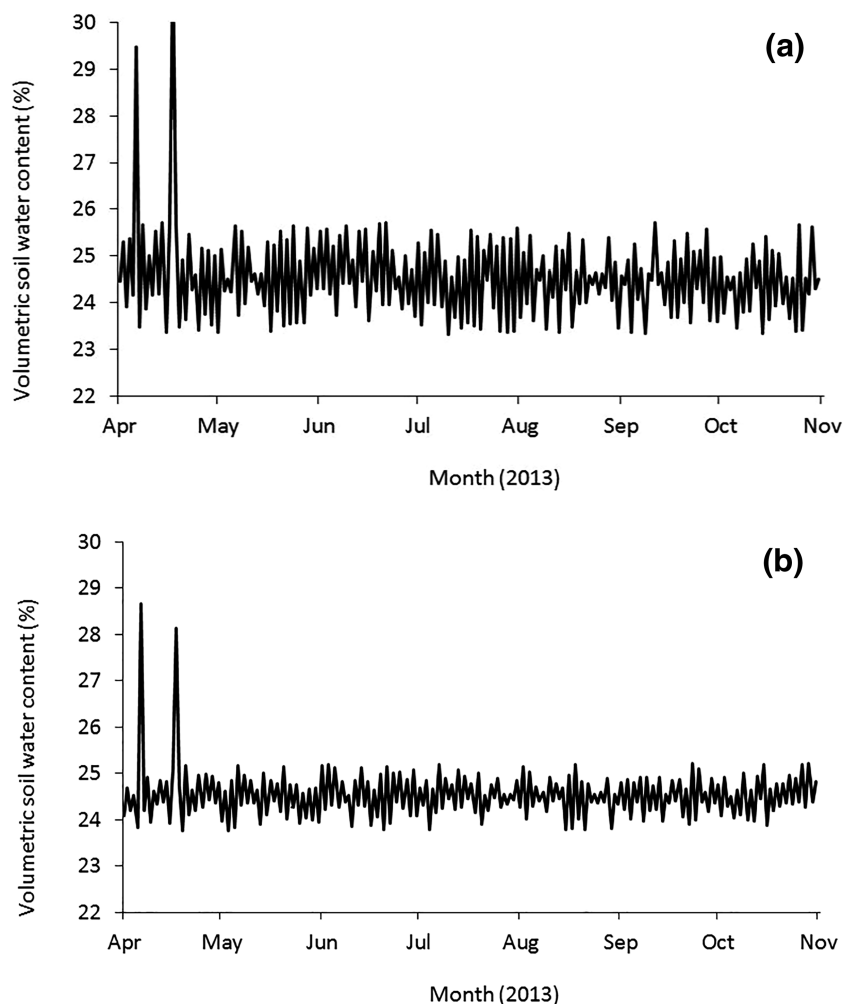 (a)
Volumetric soil water content (%)
30
29
28
27
26
25
24
23
22
Apr May Jun Jul Aug Sep Oct Nov
Month (2013)
(b)
Volumetric soil water content (%)
30
29
28
27
26
25
24
23
22
Apr May Jun Jul Aug Sep Oct Nov
Month (2013)